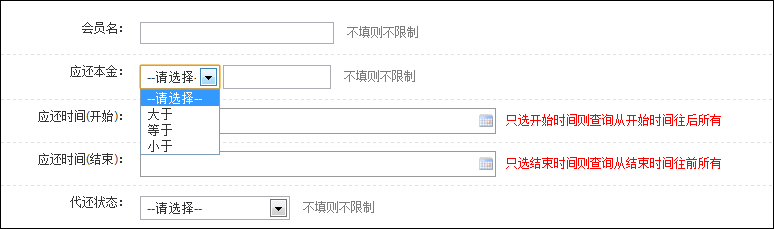 会员名： 不填则不限制
应还本金： --请选择- 不填则不限制
--请选择--
大于
应还时间(开始)： 只选开始时间则查询从开始时间往后所有
等于
小于
应还时间(结束)： 只选结束时间则查询从结束时间往前所有
代还状态： --请选择-- 不填则不限制